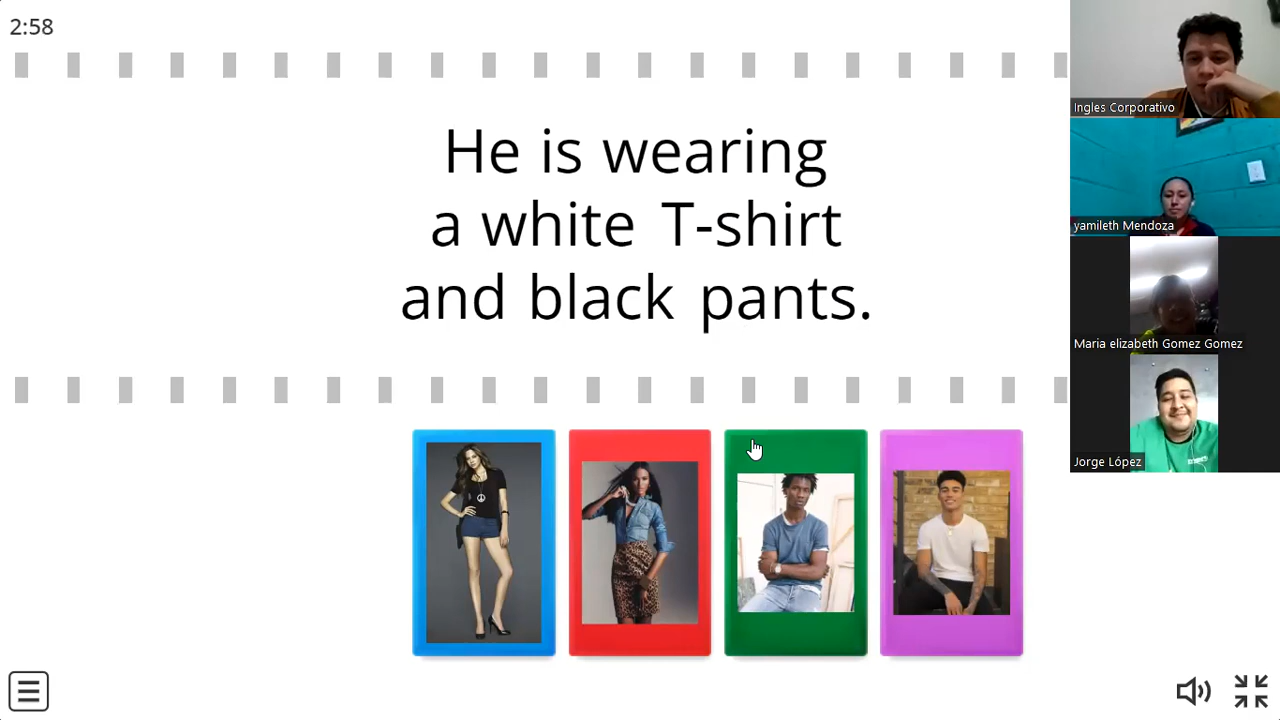 2:58
He is wearing
a white T-shirt
and black pants.
Ingles Corporativo
yamileth Mendoza
Maria elizabeth Gomez Gomez
Jorge López